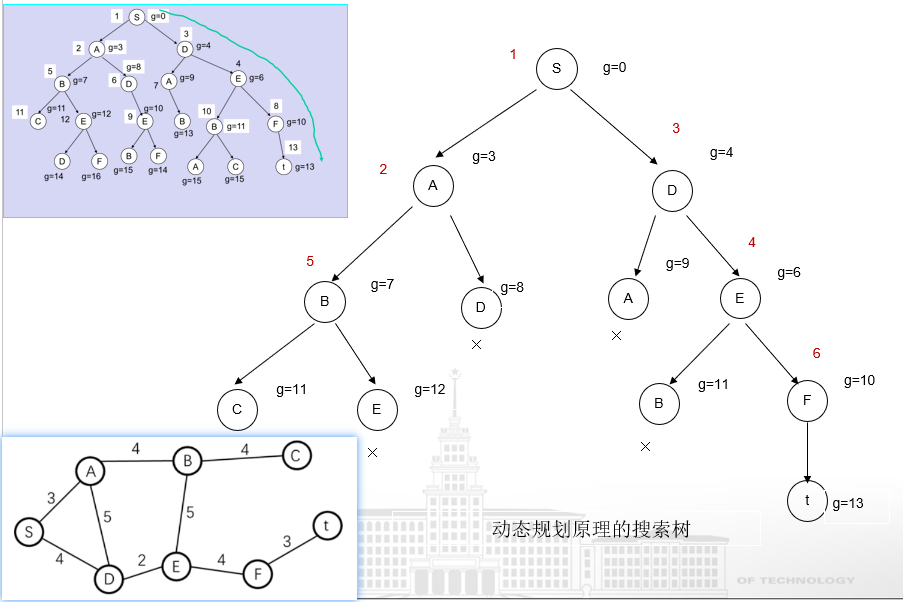 1 S g=0
3
2 A g=3 D g=4
4
5 B g=7 g=8 6 D 7 A g=9 E g=6
11 C g=11 12 E g=12 g=10 9 E B g=13 10 B g=11 8 F g=10
13
D g=14 F g=16 B g=15 F g=14 A g=15 C g=15 t g=13
1 S g=0
3
2 A g=3 D g=4
4
5 B g=7 D g=8 A g=9 E g=6
× ×
6
C g=11 E g=12 B g=11 F g=10
× ×
t g=13
动态规划原理的搜索树
OF TECHNOLOGY
4 4
A B C
3 5 5
S t
4 2 4 3
D E F